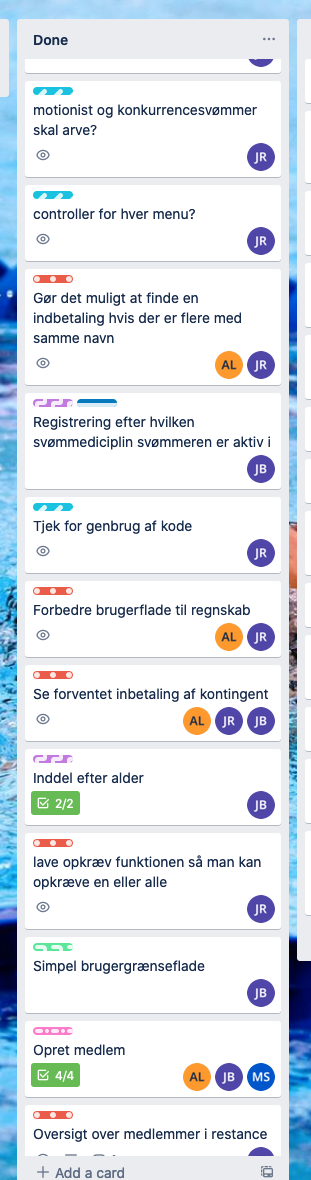 Done
motionist og konkurrencesvømmer
skal arve?
JR
controller for hver menu?
JR
Gør det muligt at finde en
indbetaling hvis der er flere med
samme navn
AL JR
Registrering efter hvilken
svømmediciplin svømmeren er aktiv i
JB
Tjek for genbrug af kode
JR
Forbedre brugerflade til regnskab
AL JR
Se forventet inbetaling af kontingent
AL JR JB
Inddel efter alder
2/2 JB
lave opkræv funktionen så man kan
opkræve en eller alle
JR
Simpel brugergrænseflade
JB
Opret medlem
4/4 AL JB MS
Oversigt over medlemmer i restance
Add a card